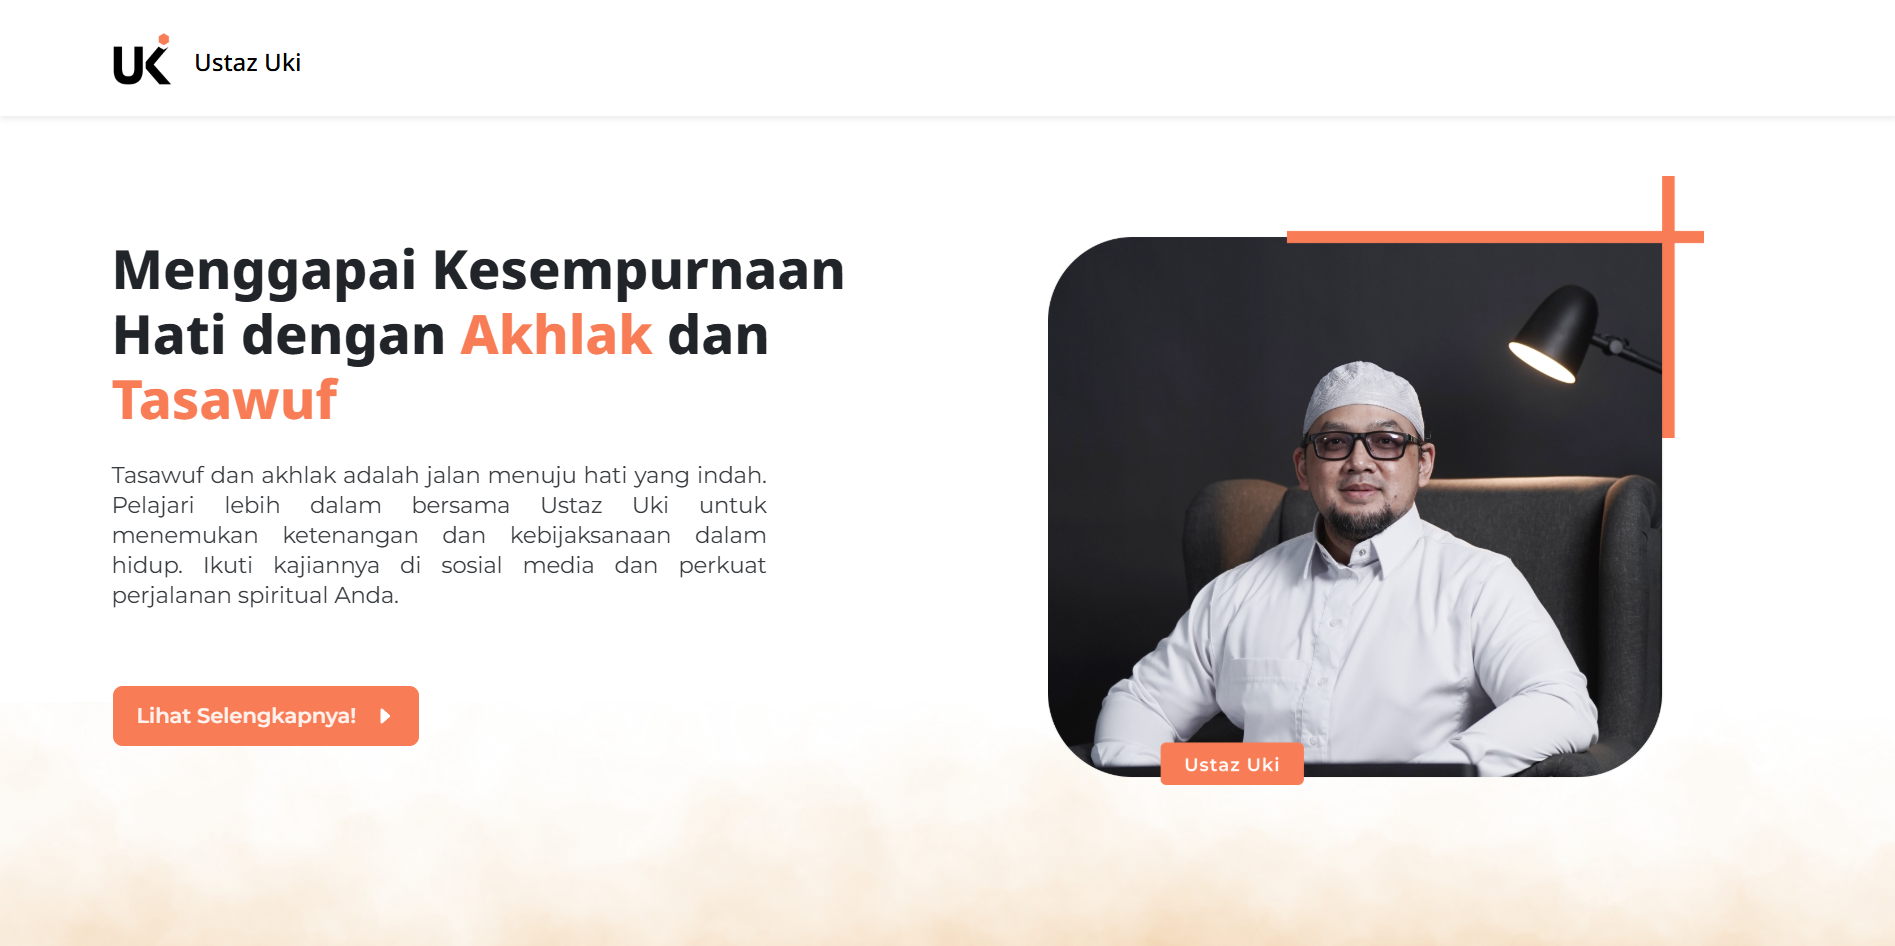 UK Ustaz Uki
Menggapai Kesempurnaan
Hati dengan Akhlak dan
Tasawuf
Tasawuf dan akhlak adalah jalan menuju hati yang indah.
Pelajari lebih dalam bersama Ustaz Uki untuk
menemukan ketenangan dan kebijaksanaan dalam
hidup. Ikuti kajiannya di sosial media dan perkuat
perjalanan spiritual Anda.
Lihat Selengkapnya!
Ustaz Uki